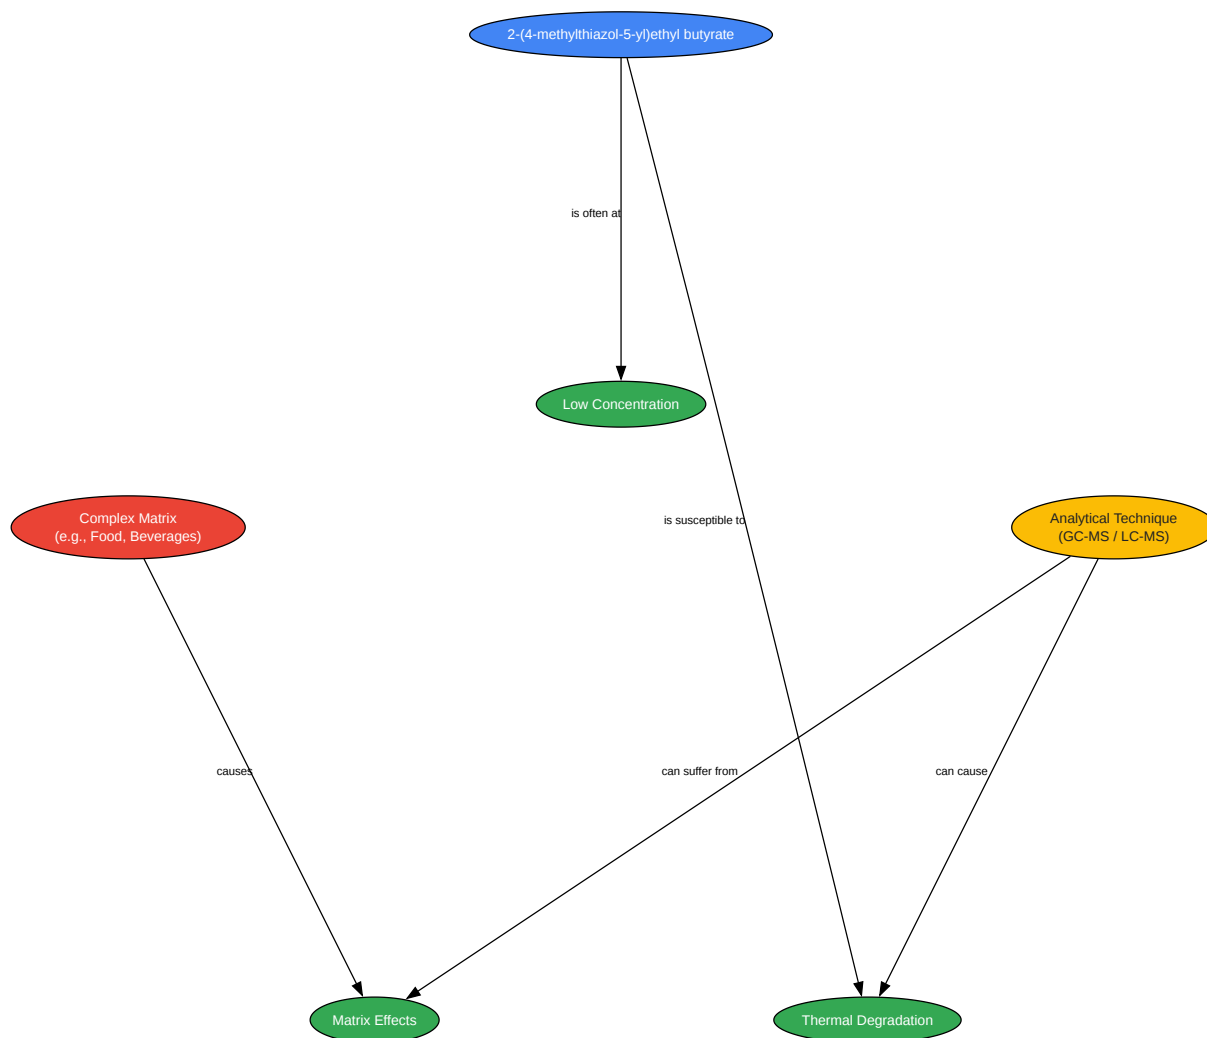 2-(4-methylthiazol-5-yl)ethyl butyrate
is often at
Low Concentration
Complex Matrix
(e.g., Food, Beverages)
is susceptible to
Analytical Technique
(GC-MS / LC-MS)
causes
can suffer from
can cause
Matrix Effects
Thermal Degradation